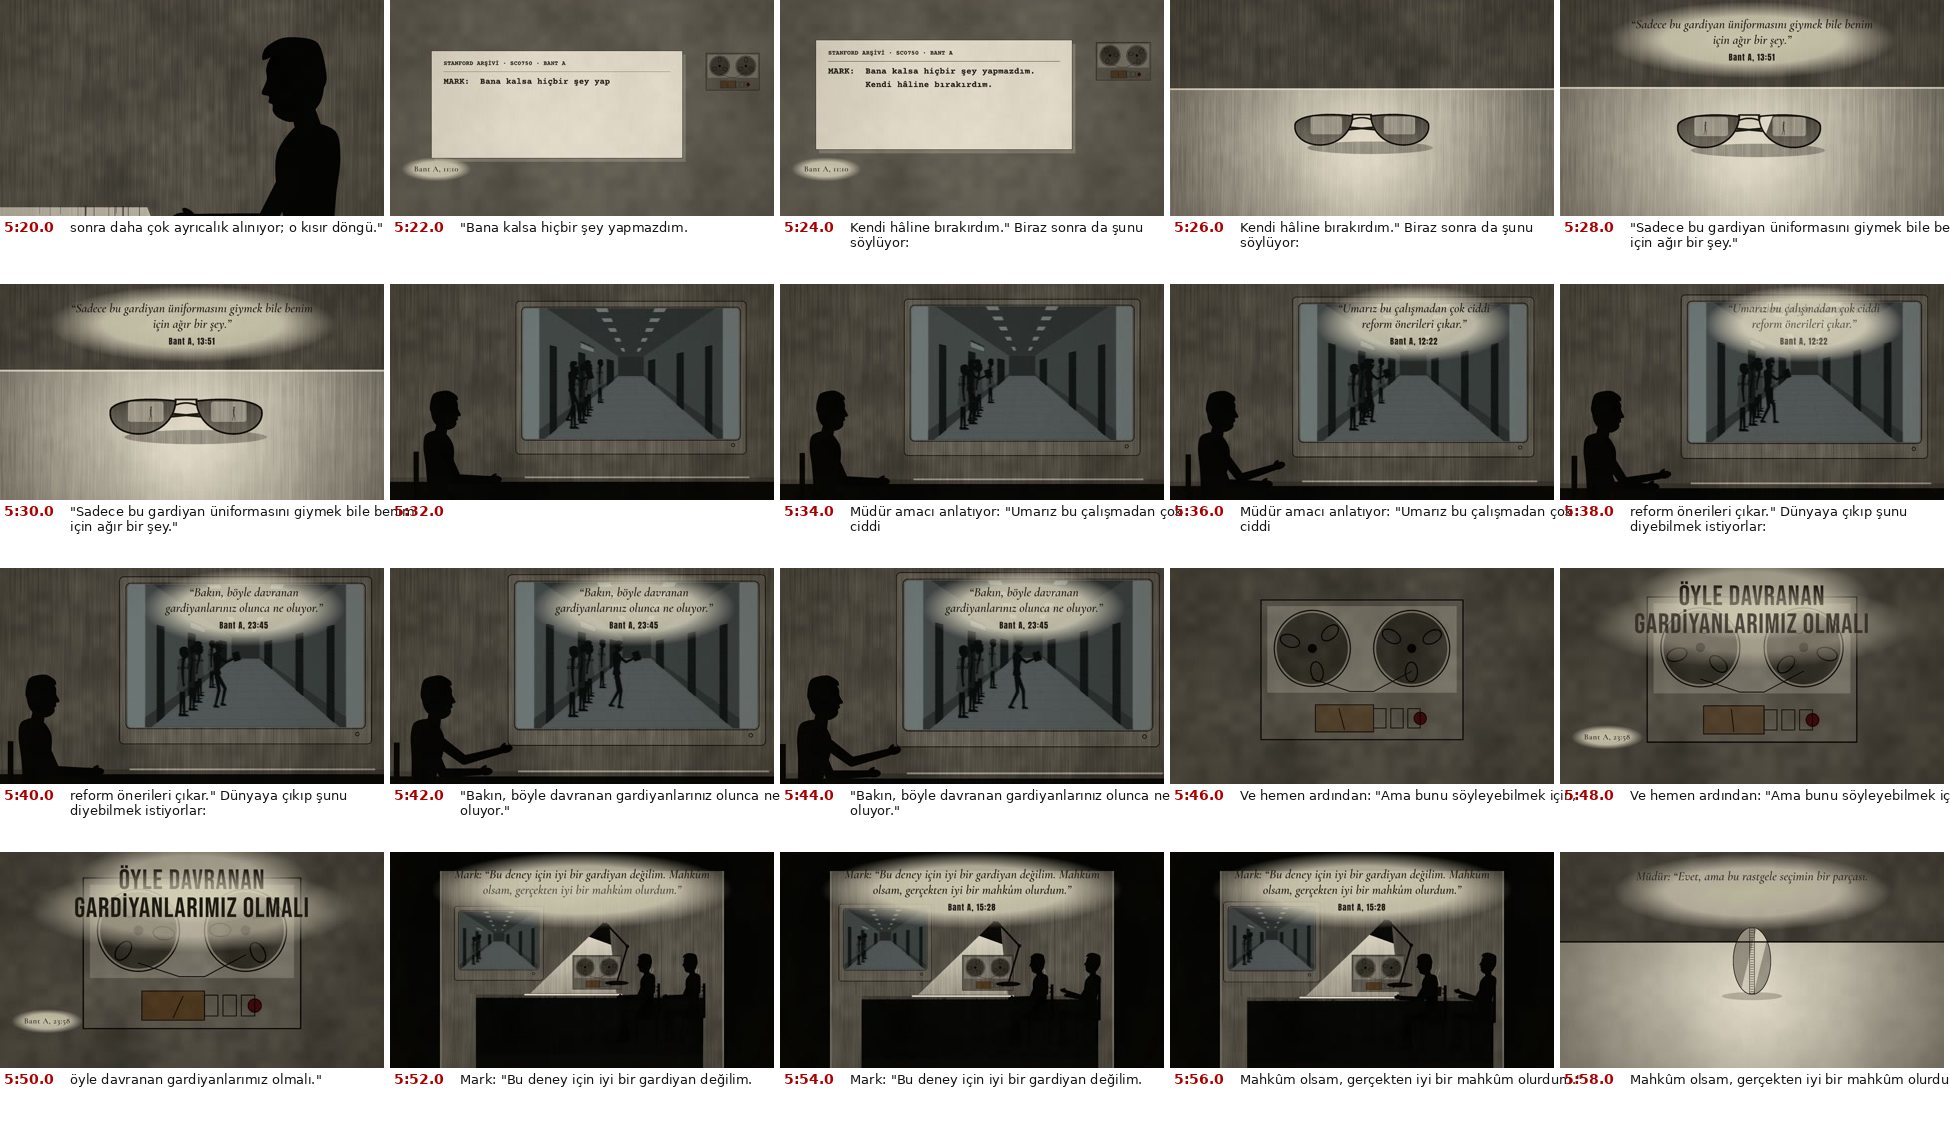 STANFORD ARŞİVİ · SC0750 · BANT A
MARK: Bana kalsa hiçbir şey yap
Bant A, 11:10
STANFORD ARŞİVİ · SC0750 · BANT A
MARK: Bana kalsa hiçbir şey yapmazdım.
Kendi hâline bırakırdım.
Bant A, 11:10
“Sadece bu gardiyan üniformasını giymek bile benim
için ağır bir şey.”
Bant A, 13:51
5:20.0 sonra daha çok ayrıcalık alınıyor; o kısır döngü."
5:22.0 "Bana kalsa hiçbir şey yapmazdım.
5:24.0 Kendi hâline bırakırdım." Biraz sonra da şunu
söylüyor:
5:26.0 Kendi hâline bırakırdım." Biraz sonra da şunu
söylüyor:
5:28.0 "Sadece bu gardiyan üniformasını giymek bile be
için ağır bir şey."
“Sadece bu gardiyan üniformasını giymek bile benim
için ağır bir şey.”
Bant A, 13:51
“Umarız bu çalışmadan çok ciddi
reform önerileri çıkar.”
Bant A, 12:22
“Umarız bu çalışmadan çok ciddi
reform önerileri çıkar.”
Bant A, 12:22
5:30.0 "Sadece bu gardiyan üniformasını giymek bile benim
için ağır bir şey."
5:32.0
5:34.0 Müdür amacı anlatıyor: "Umarız bu çalışmadan çok
ciddi
5:36.0 Müdür amacı anlatıyor: "Umarız bu çalışmadan çok
ciddi
5:38.0 reform önerileri çıkar." Dünyaya çıkıp şunu
diyebilmek istiyorlar:
“Bakın, böyle davranan
gardiyanlarınız olunca ne oluyor.”
Bant A, 23:45
“Bakın, böyle davranan
gardiyanlarınız olunca ne oluyor.”
Bant A, 23:45
“Bakın, böyle davranan
gardiyanlarınız olunca ne oluyor.”
Bant A, 23:45
ÖYLE DAVRANAN
GARDİYANLARIMIZ OLMALI
Bant A, 23:58
5:40.0 reform önerileri çıkar." Dünyaya çıkıp şunu
diyebilmek istiyorlar:
5:42.0 "Bakın, böyle davranan gardiyanlarınız olunca ne
oluyor."
5:44.0 "Bakın, böyle davranan gardiyanlarınız olunca ne
oluyor."
5:46.0 Ve hemen ardından: "Ama bunu söyleyebilmek için,
5:48.0 Ve hemen ardından: "Ama bunu söyleyebilmek iç
ÖYLE DAVRANAN
GARDİYANLARIMIZ OLMALI
Bant A, 23:58
Mark: “Bu deney için iyi bir gardiyan değilim. Mahkûm
olsam, gerçekten iyi bir mahkûm olurdum.”
Mark: “Bu deney için iyi bir gardiyan değilim. Mahkûm
olsam, gerçekten iyi bir mahkûm olurdum.”
Bant A, 15:28
Mark: “Bu deney için iyi bir gardiyan değilim. Mahkûm
olsam, gerçekten iyi bir mahkûm olurdum.”
Bant A, 15:28
Müdür: “Evet, ama bu rastgele seçimin bir parçası.
5:50.0 öyle davranan gardiyanlarımız olmalı."
5:52.0 Mark: "Bu deney için iyi bir gardiyan değilim.
5:54.0 Mark: "Bu deney için iyi bir gardiyan değilim.
5:56.0 Mahkûm olsam, gerçekten iyi bir mahkûm olurdum."
5:58.0 Mahkûm olsam, gerçekten iyi bir mahkûm olurdu